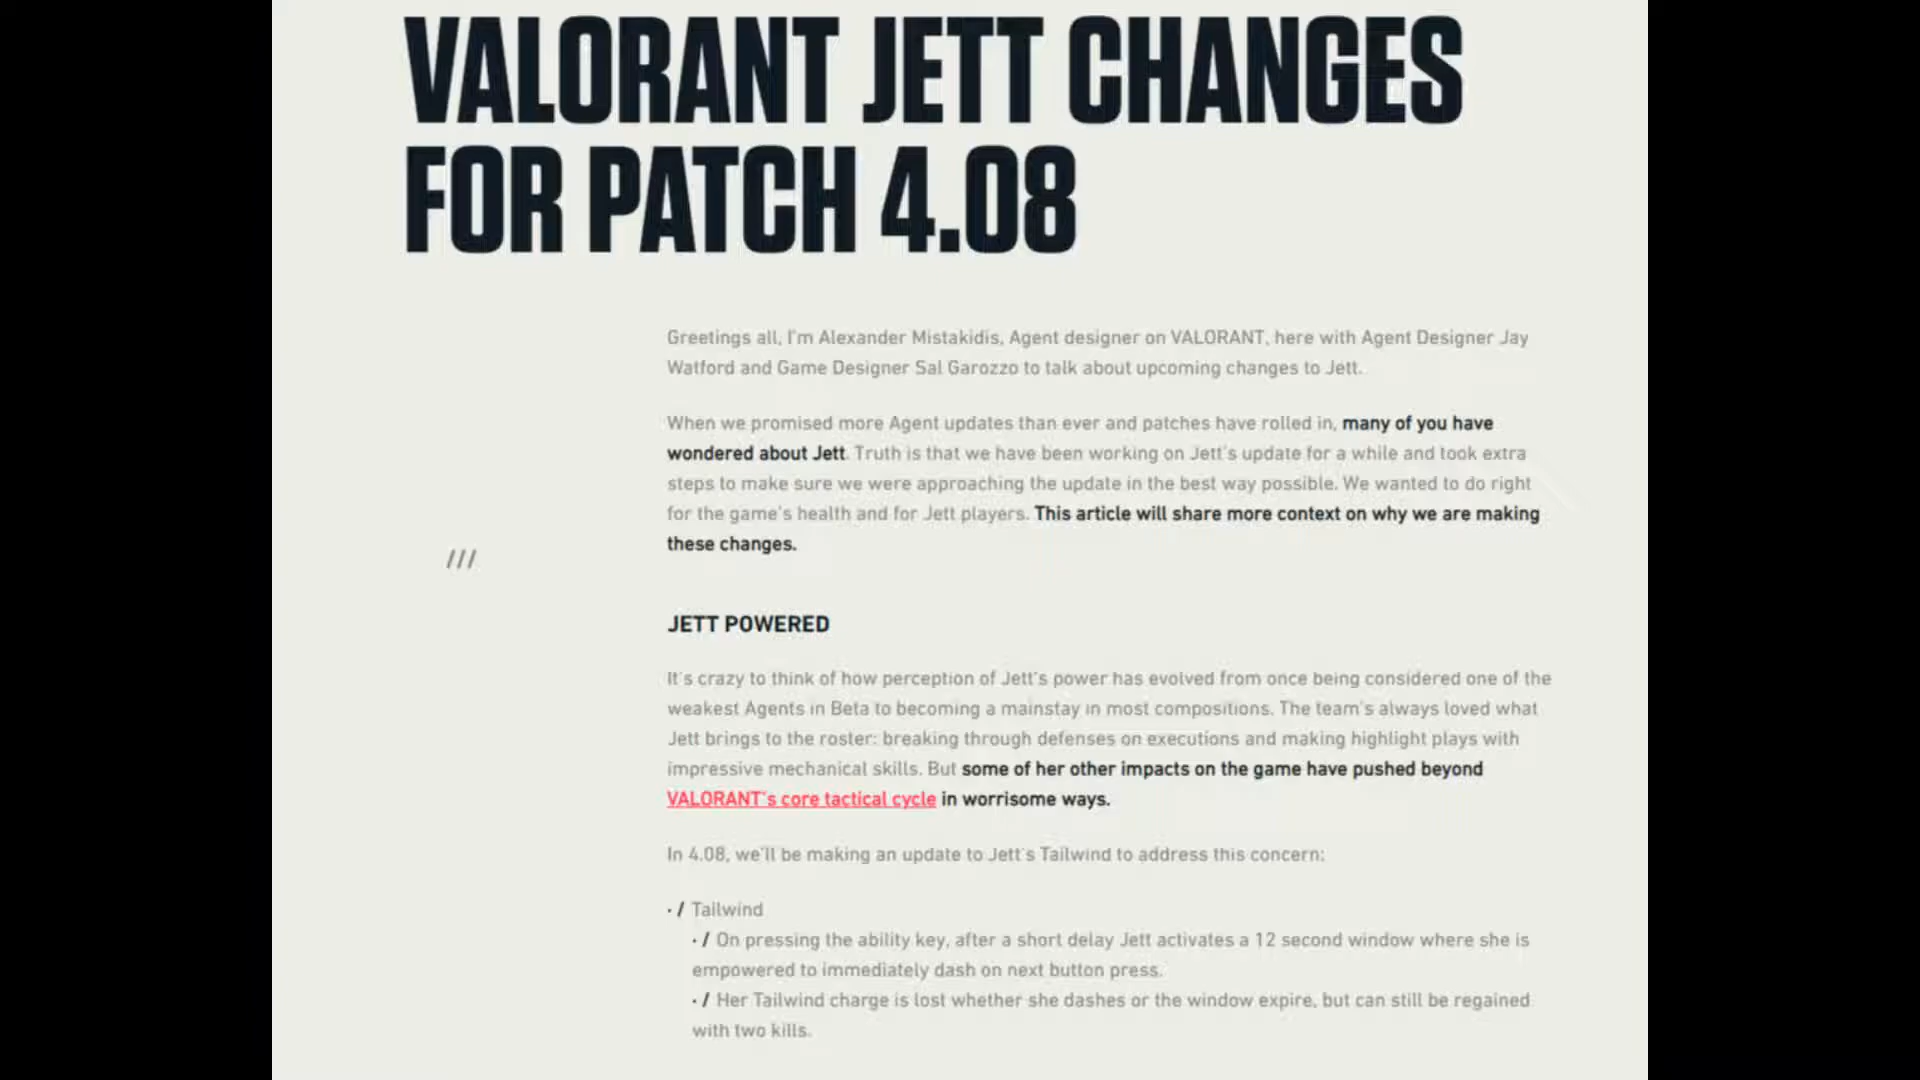 VALORANT JETT CHANGES
FOR PATCH 4.08
Greetings all, I'm Alexander Mistakidis, Agent designer on VALORANT, here with Agent Designer Jay
Watford and Game Designer Sal Garozzo to talk about upcoming changes to Jett.
When we promised more Agent updates than ever and patches have rolled in, many of you have
wondered about Jett. Truth is that we have been working on Jett's update for a while and took extra
steps to make sure we were approaching the update in the best way possible. We wanted to do right
for the game's health and for Jett players. This article will share more context on why we are making
these changes.
///
JETT POWERED
It's crazy to think of how perception of Jett's power has evolved from once being considered one of the
weakest Agents in Beta to becoming a mainstay in most compositions. The team's always loved what
Jett brings to the roster: breaking through defenses on executions and making highlight plays with
impressive mechanical skills. But some of her other impacts on the game have pushed beyond
VALORANT's core tactical cycle in worrisome ways.
In 4.08, we'll be making an update to Jett's Tailwind to address this concern:
· / Tailwind
· / On pressing the ability key, after a short delay Jett activates a 12 second window where she is
empowered to immediately dash on next button press.
· / Her Tailwind charge is lost whether she dashes or the window expire, but can still be regained
with two kills.